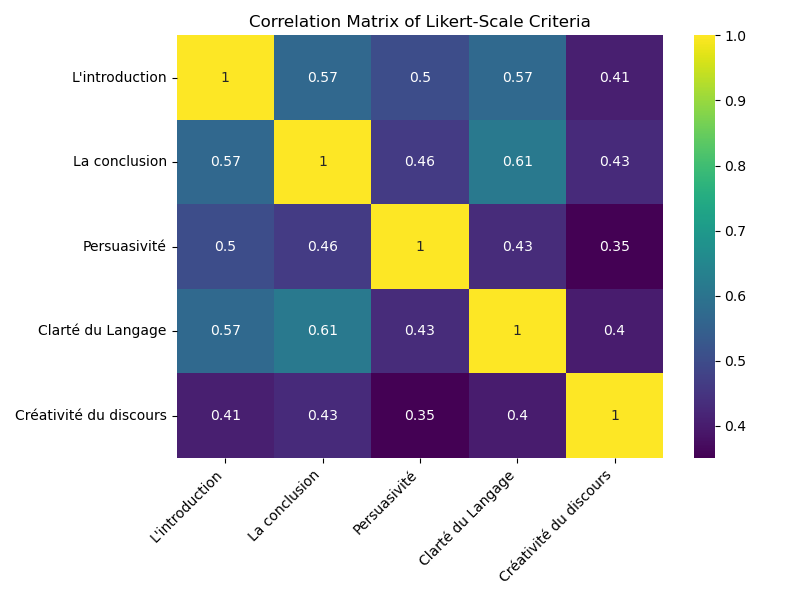 Correlation Matrix of Likert-Scale Criteria
L'introduction 1 0.57 0.5 0.57 0.41
La conclusion 0.57 1 0.46 0.61 0.43
Persuasivité 0.5 0.46 1 0.43 0.35
Clarté du Langage 0.57 0.61 0.43 1 0.4
Créativité du discours 0.41 0.43 0.35 0.4 1
L'introduction
La conclusion
Persuasivité
Clarté du Langage
Créativité du discours
1.0
0.9
0.8
0.7
0.6
0.5
0.4